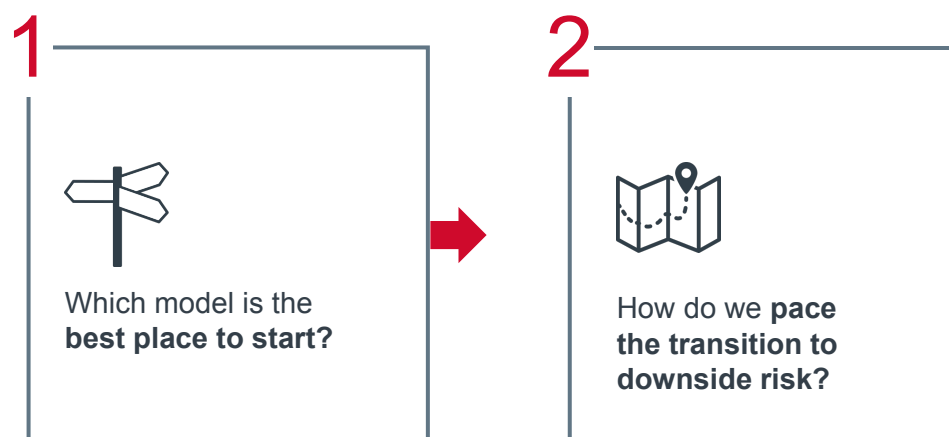 1
Which model is the
best place to start?
2
How do we pace
the transition to
downside risk?